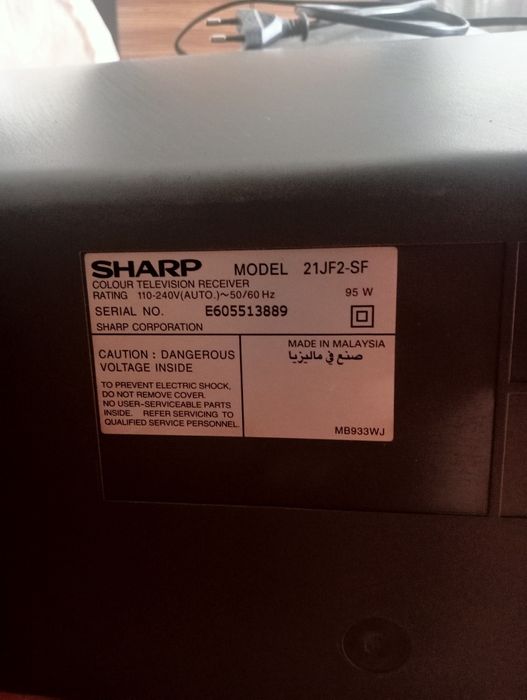 SHARP MODEL 21JF2-SF
COLOUR TELEVISION RECEIVER
RATING 110-240V(AUTO.)~50/60 Hz 95 W
SERIAL NO. E605513889
SHARP CORPORATION
CAUTION : DANGEROUS
VOLTAGE INSIDE
TO PREVENT ELECTRIC SHOCK,
DO NOT REMOVE COVER.
NO USER-SERVICEABLE PARTS
INSIDE. REFER SERVICING TO
QUALIFIED SERVICE PERSONNEL.
MADE IN MALAYSIA
صنع في ماليزيا
MB933WJ